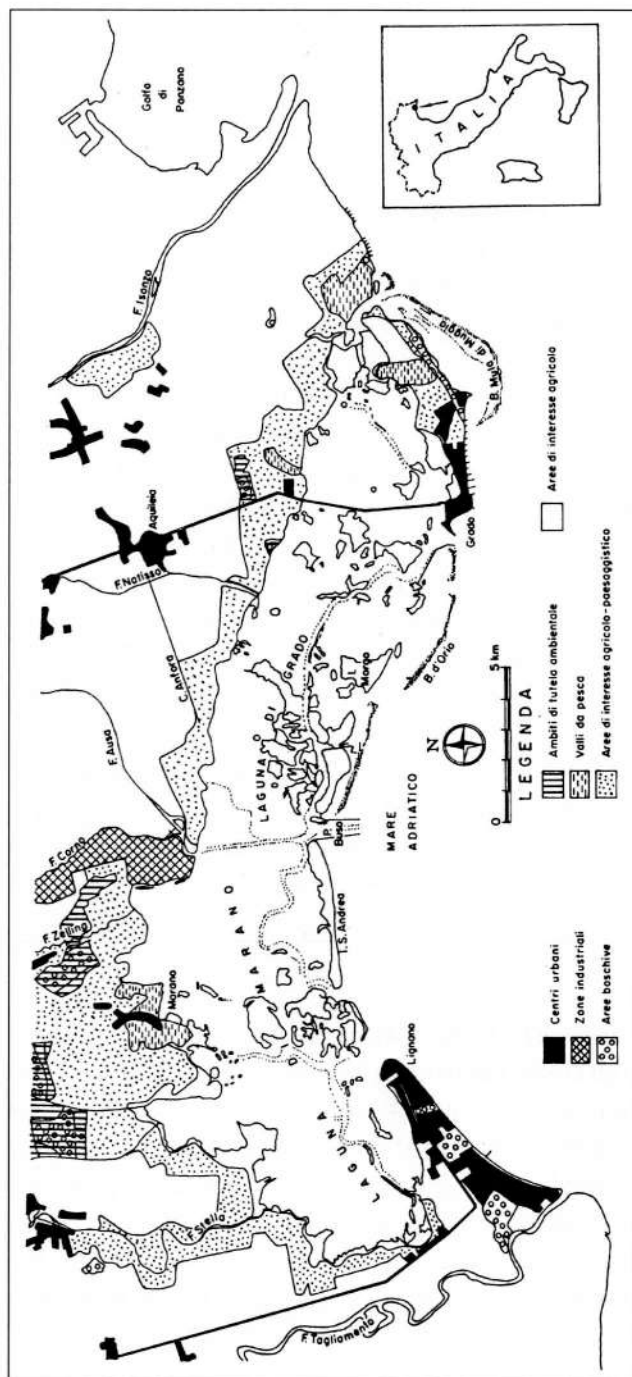 Golfo
di
Panzano
ITALIA
F. Isonzo
B. Mula di Muggia
Aquileia
F. Natissa
C. Anfora
F. Ausa
F. Corno
F. Zellina
Marano
F. Stella
F. Tagliamento
LAGUNA MARANO
LAGUNA GRADO
Grado
I. Morgo
B. d'Orio
P. Buso
I. S. Andrea
Lignano
MARE
ADRIATICO
N
0 5 km
LEGENDA
Centri urbani
Zone industriali
Aree boschive
Ambiti di tutela ambientale
Valli da pesca
Aree di interesse agricolo-paesaggistico
Aree di interesse agricolo